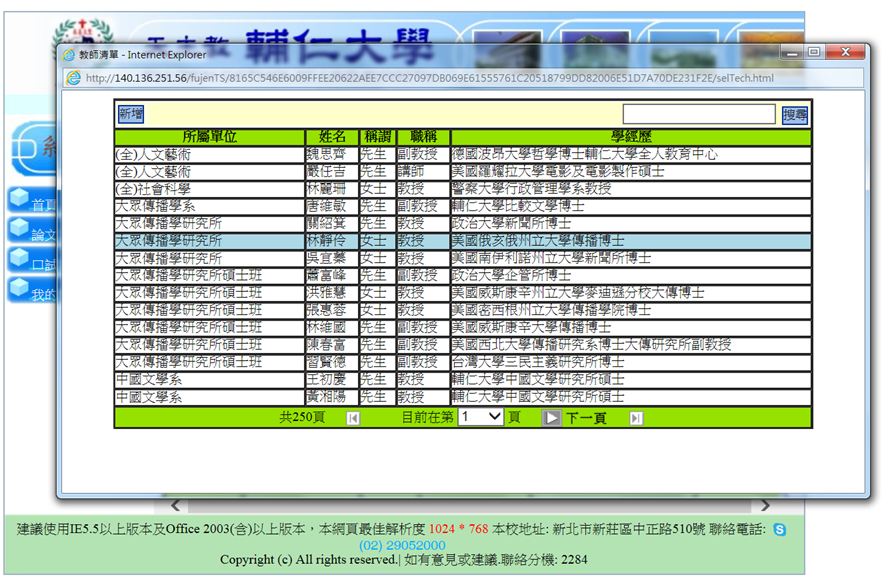 天主教 輔仁大學
教師清單 - Internet Explorer
http://140.136.251.56/fujenTS/8165C546E6009FFEE20622AEE7CCC27097DB069E61555761C20518799DD82006E51D7A70DE231F2E/selTech.html
新增 搜尋
所屬單位 姓名 稱謂 職稱 學經歷
(全)人文藝術 魏思齊 先生 副教授 德國波昂大學哲學博士輔仁大學全人教育中心
(全)人文藝術 嚴任吉 先生 講師 美國羅耀拉大學電影及電影製作碩士
(全)社會科學 林麗珊 女士 教授 警察大學行政管理學系教授
大眾傳播學系 唐維敏 先生 副教授 輔仁大學比較文學博士
大眾傳播學研究所 關紹箕 先生 教授 政治大學新聞所博士
大眾傳播學研究所 林靜伶 女士 教授 美國俄亥俄州立大學傳播博士
大眾傳播學研究所 吳宜蓁 女士 教授 美國南伊利諾州立大學新聞所博士
大眾傳播學研究所碩士班 蕭富峰 先生 副教授 政治大學企管所博士
大眾傳播學研究所碩士班 洪雅慧 女士 教授 美國威斯康辛州立大學麥迪遜分校大傳博士
大眾傳播學研究所碩士班 張惠蓉 女士 教授 美國密西根州立大學傳播學院博士
大眾傳播學研究所碩士班 林維國 先生 副教授 美國威斯康辛大學傳播博士
大眾傳播學研究所碩士班 陳春富 先生 副教授 美國西北大學傳播研究系博士大傳研究所副教授
大眾傳播學研究所碩士班 習賢德 先生 副教授 台灣大學三民主義研究所博士
中國文學系 王初慶 先生 教授 輔仁大學中國文學研究所碩士
中國文學系 黃湘陽 先生 教授 輔仁大學中國文學研究所碩士
共250頁 目前在第 1 頁 下一頁
首頁
論文
口試
我的
建議使用IE5.5以上版本及Office 2003(含)以上版本，本網頁最佳解析度 1024 * 768 本校地址: 新北市新莊區中正路510號 聯絡電話:
(02) 29052000
Copyright (c) All rights reserved.| 如有意見或建議.聯絡分機: 2284